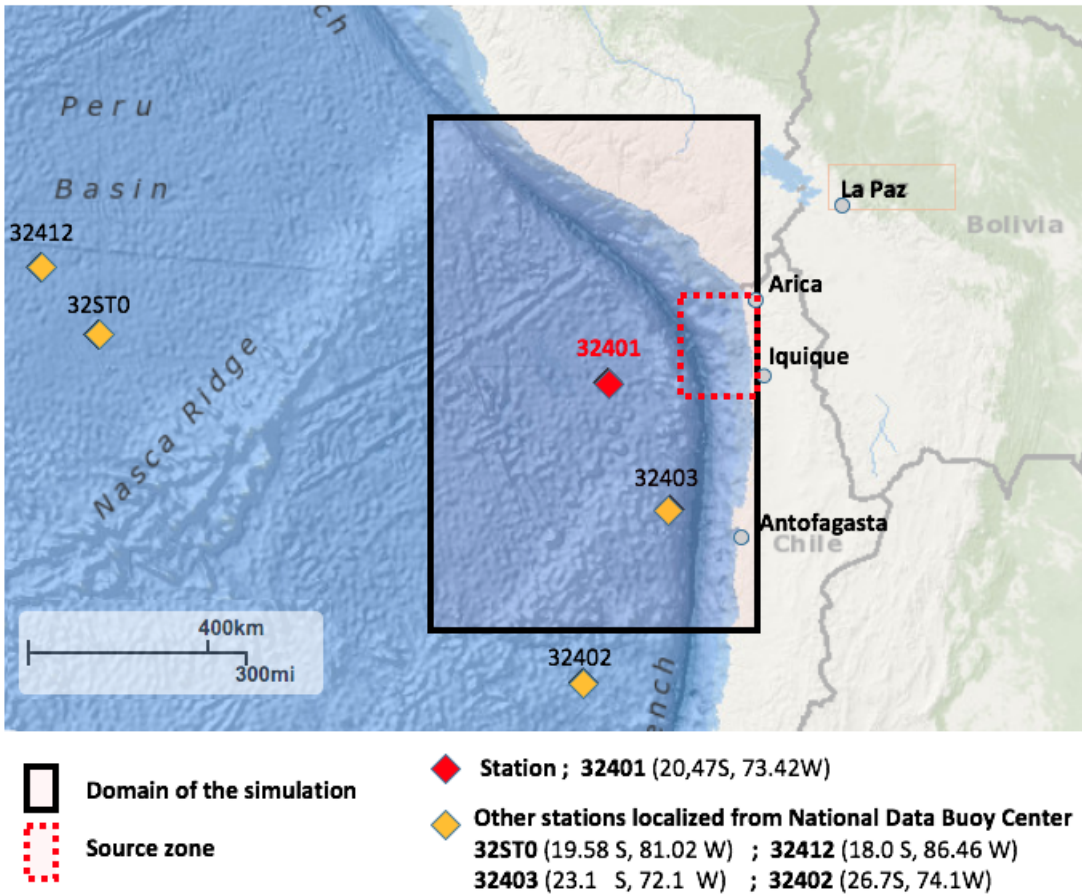 ch
Peru
Basin
32412
32ST0
Nasca Ridge
La Paz
Bolivia
Arica
Iquique
32401
32403
Antofagasta
Chile
400km
300mi
32402
ench
Domain of the simulation
Source zone
Station ; 32401 (20,47S, 73.42W)
Other stations localized from National Data Buoy Center
32ST0 (19.58 S, 81.02 W) ; 32412 (18.0 S, 86.46 W)
32403 (23.1 S, 72.1 W) ; 32402 (26.7S, 74.1W)